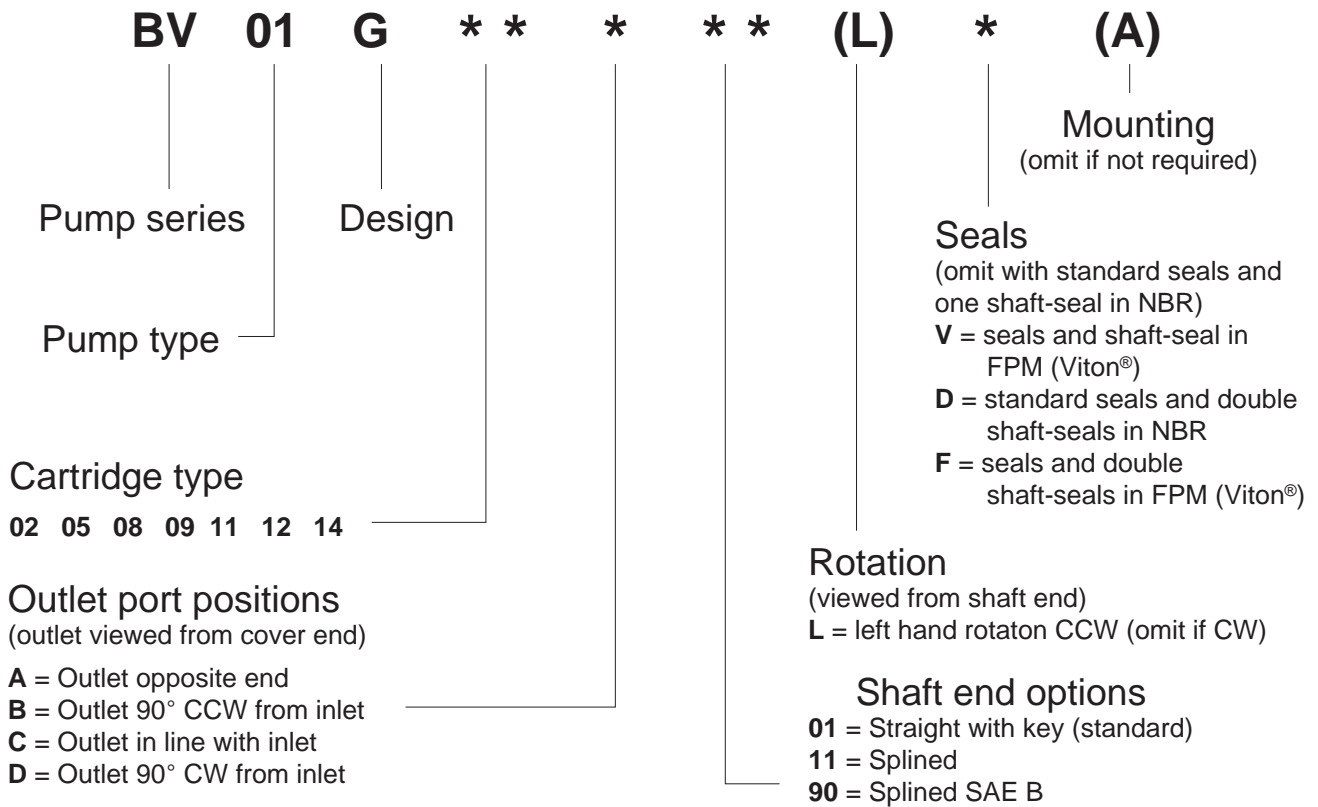 BV 01 G * * * * * (L) * (A)
Mounting
(omit if not required)
Pump series
Design
Seals
(omit with standard seals and
one shaft-seal in NBR)
V = seals and shaft-seal in
FPM (Viton®)
D = standard seals and double
shaft-seals in NBR
F = seals and double
shaft-seals in FPM (Viton®)
Pump type
Cartridge type
02 05 08 09 11 12 14
Outlet port positions
(outlet viewed from cover end)
A = Outlet opposite end
B = Outlet 90° CCW from inlet
C = Outlet in line with inlet
D = Outlet 90° CW from inlet
Rotation
(viewed from shaft end)
L = left hand rotaton CCW (omit if CW)
Shaft end options
01 = Straight with key (standard)
11 = Splined
90 = Splined SAE B